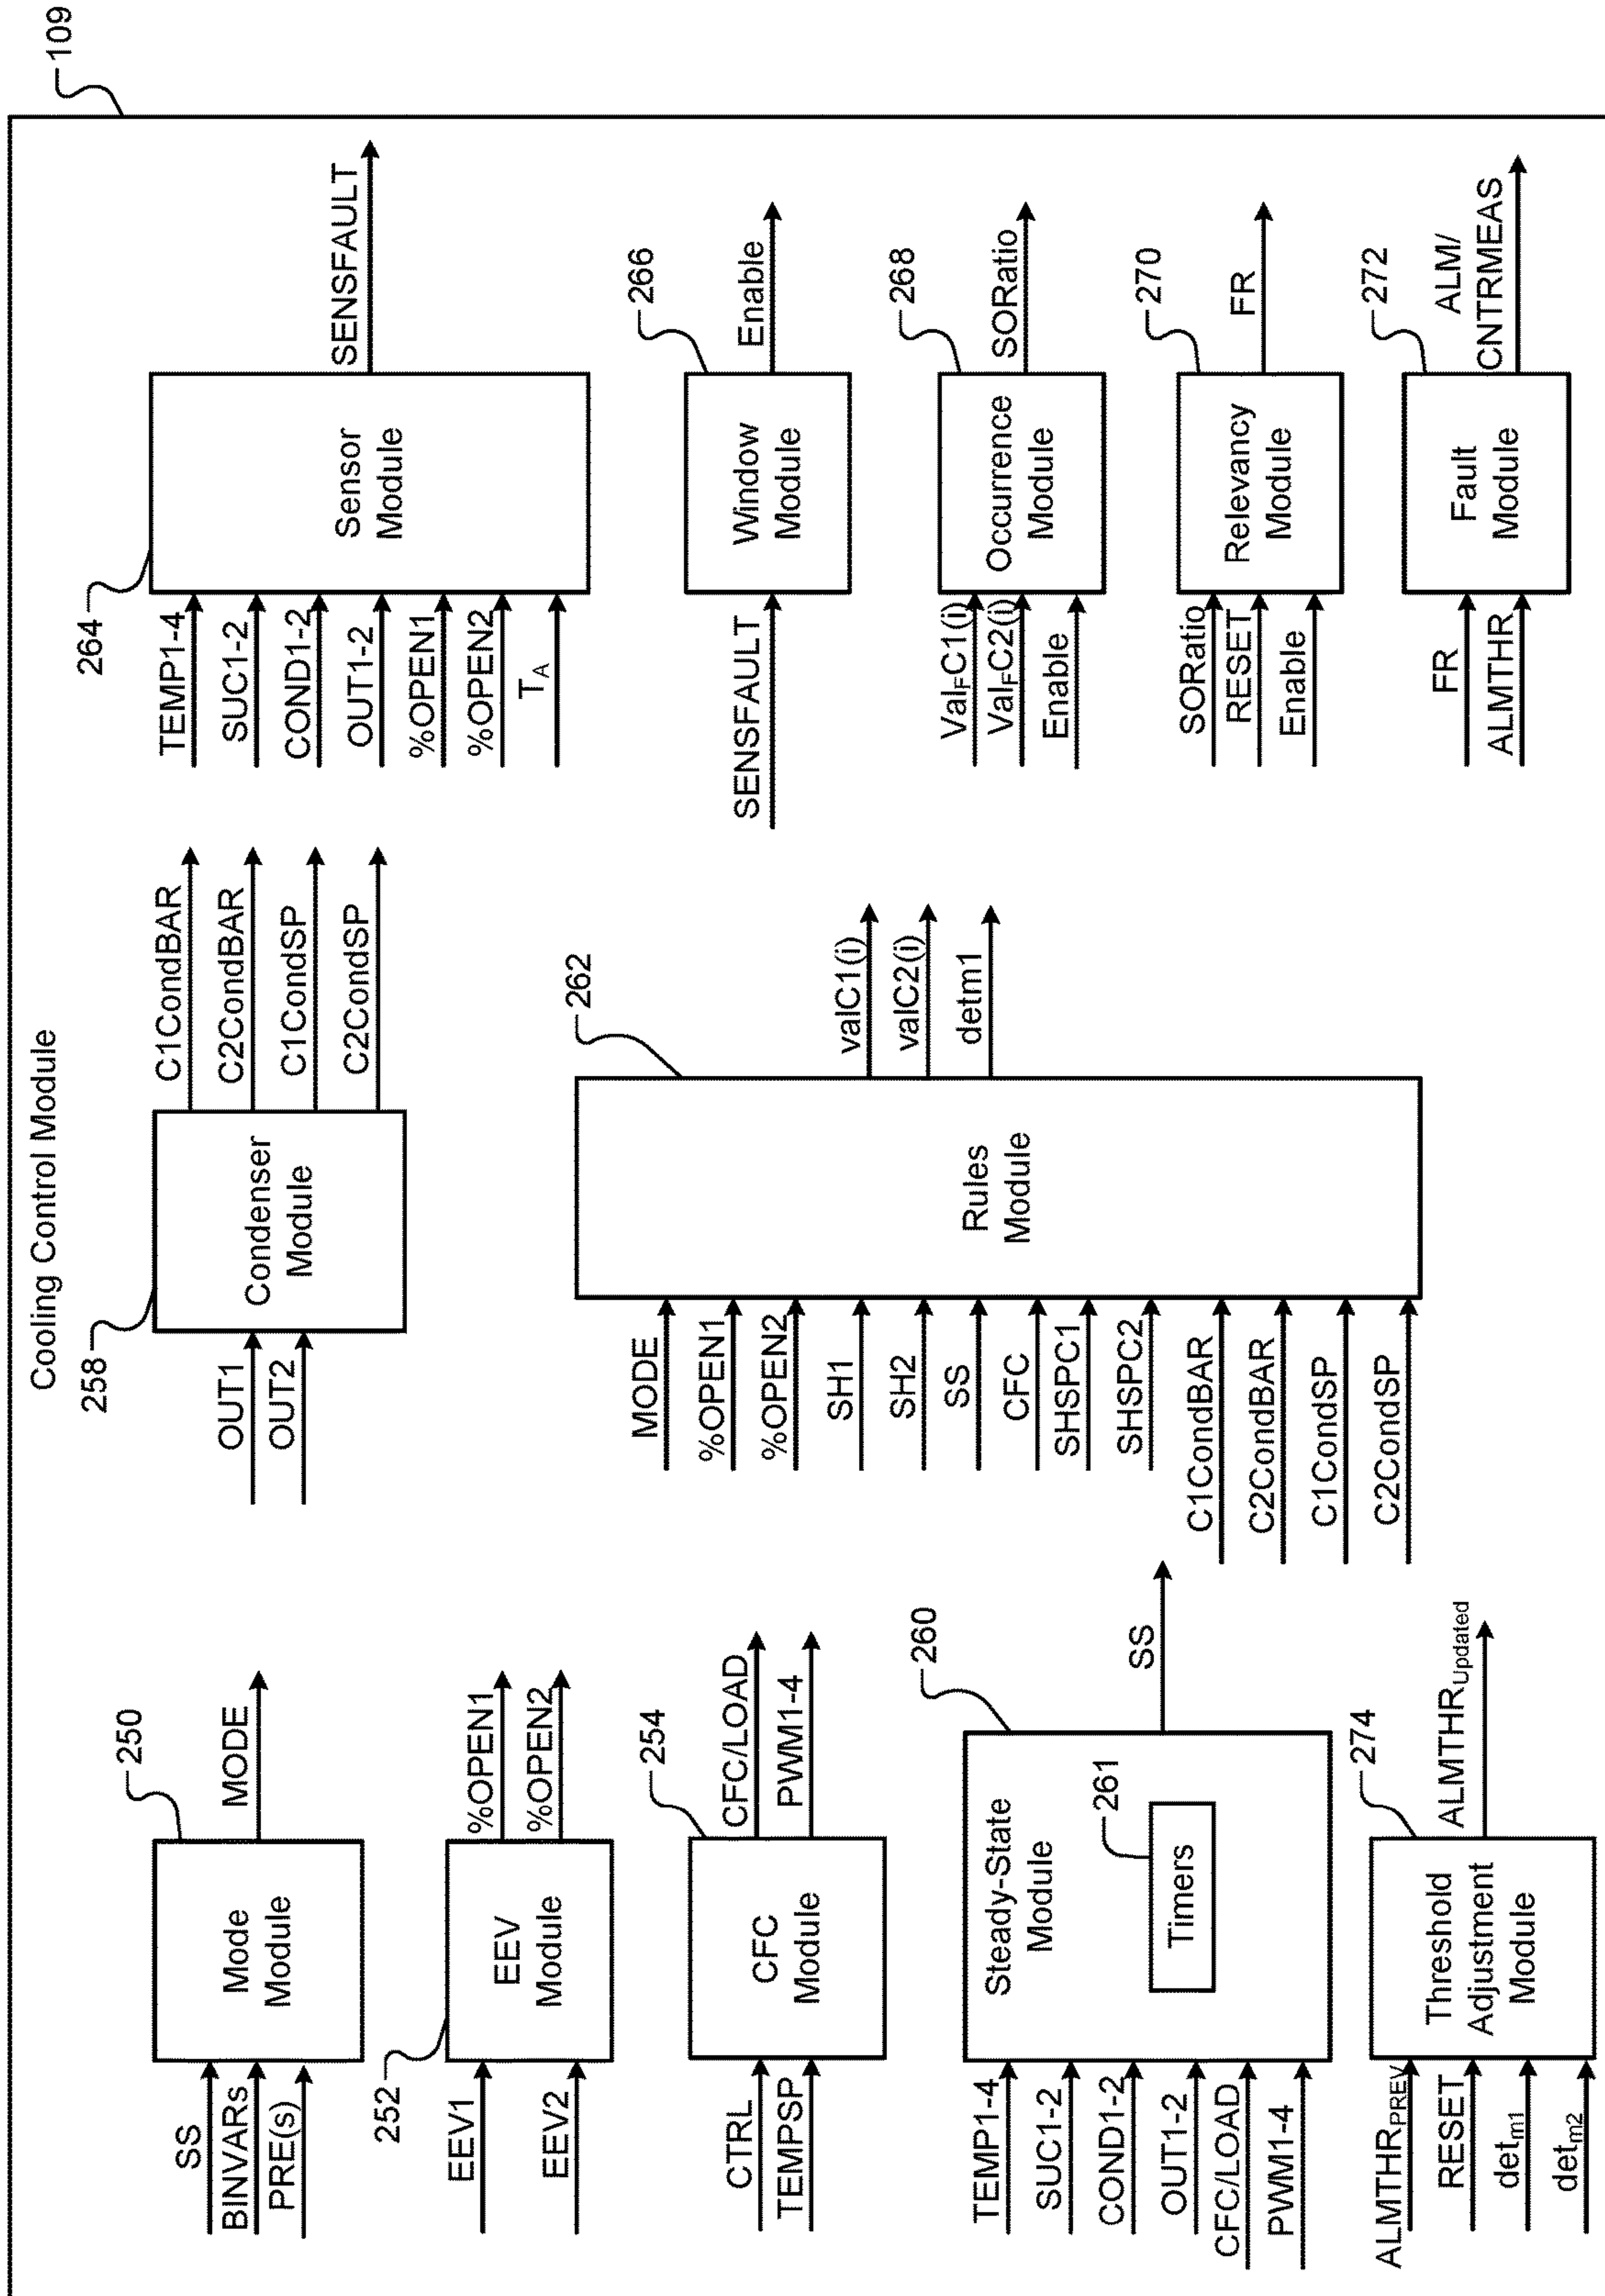 Cooling Control Module
109
250
SS
BINVARs
PRE(s)
Mode
Module
MODE
252
EEV1
EEV2
EEV
Module
%OPEN1
%OPEN2
254
CTRL
TEMPSP
CFC
Module
CFC/LOAD
PWM1-4
260
TEMP1-4
SUC1-2
COND1-2
OUT1-2
CFC/LOAD
PWM1-4
Steady-State
Module
261
Timers
SS
274
ALMTHRPREV
RESET
detm1
detm2
Threshold
Adjustment
Module
ALMTHRUpdated
258
OUT1
OUT2
Condenser
Module
C1CondBAR
C2CondBAR
C1CondSP
C2CondSP
262
MODE
%OPEN1
%OPEN2
SH1
SH2
SS
CFC
SHSPC1
SHSPC2
C1CondBAR
C2CondBAR
C1CondSP
C2CondSP
Rules
Module
valC1(i)
valC2(i)
detm1
264
TEMP1-4
SUC1-2
COND1-2
OUT1-2
%OPEN1
%OPEN2
TA
Sensor
Module
SENSFAULT
266
SENSFAULT
Window
Module
Enable
268
ValFC1(i)
ValFC2(i)
Enable
Occurrence
Module
SORatio
270
SORatio
RESET
Enable
Relevancy
Module
FR
272
FR
ALMTHR
Fault
Module
ALM/
CNTRMEAS